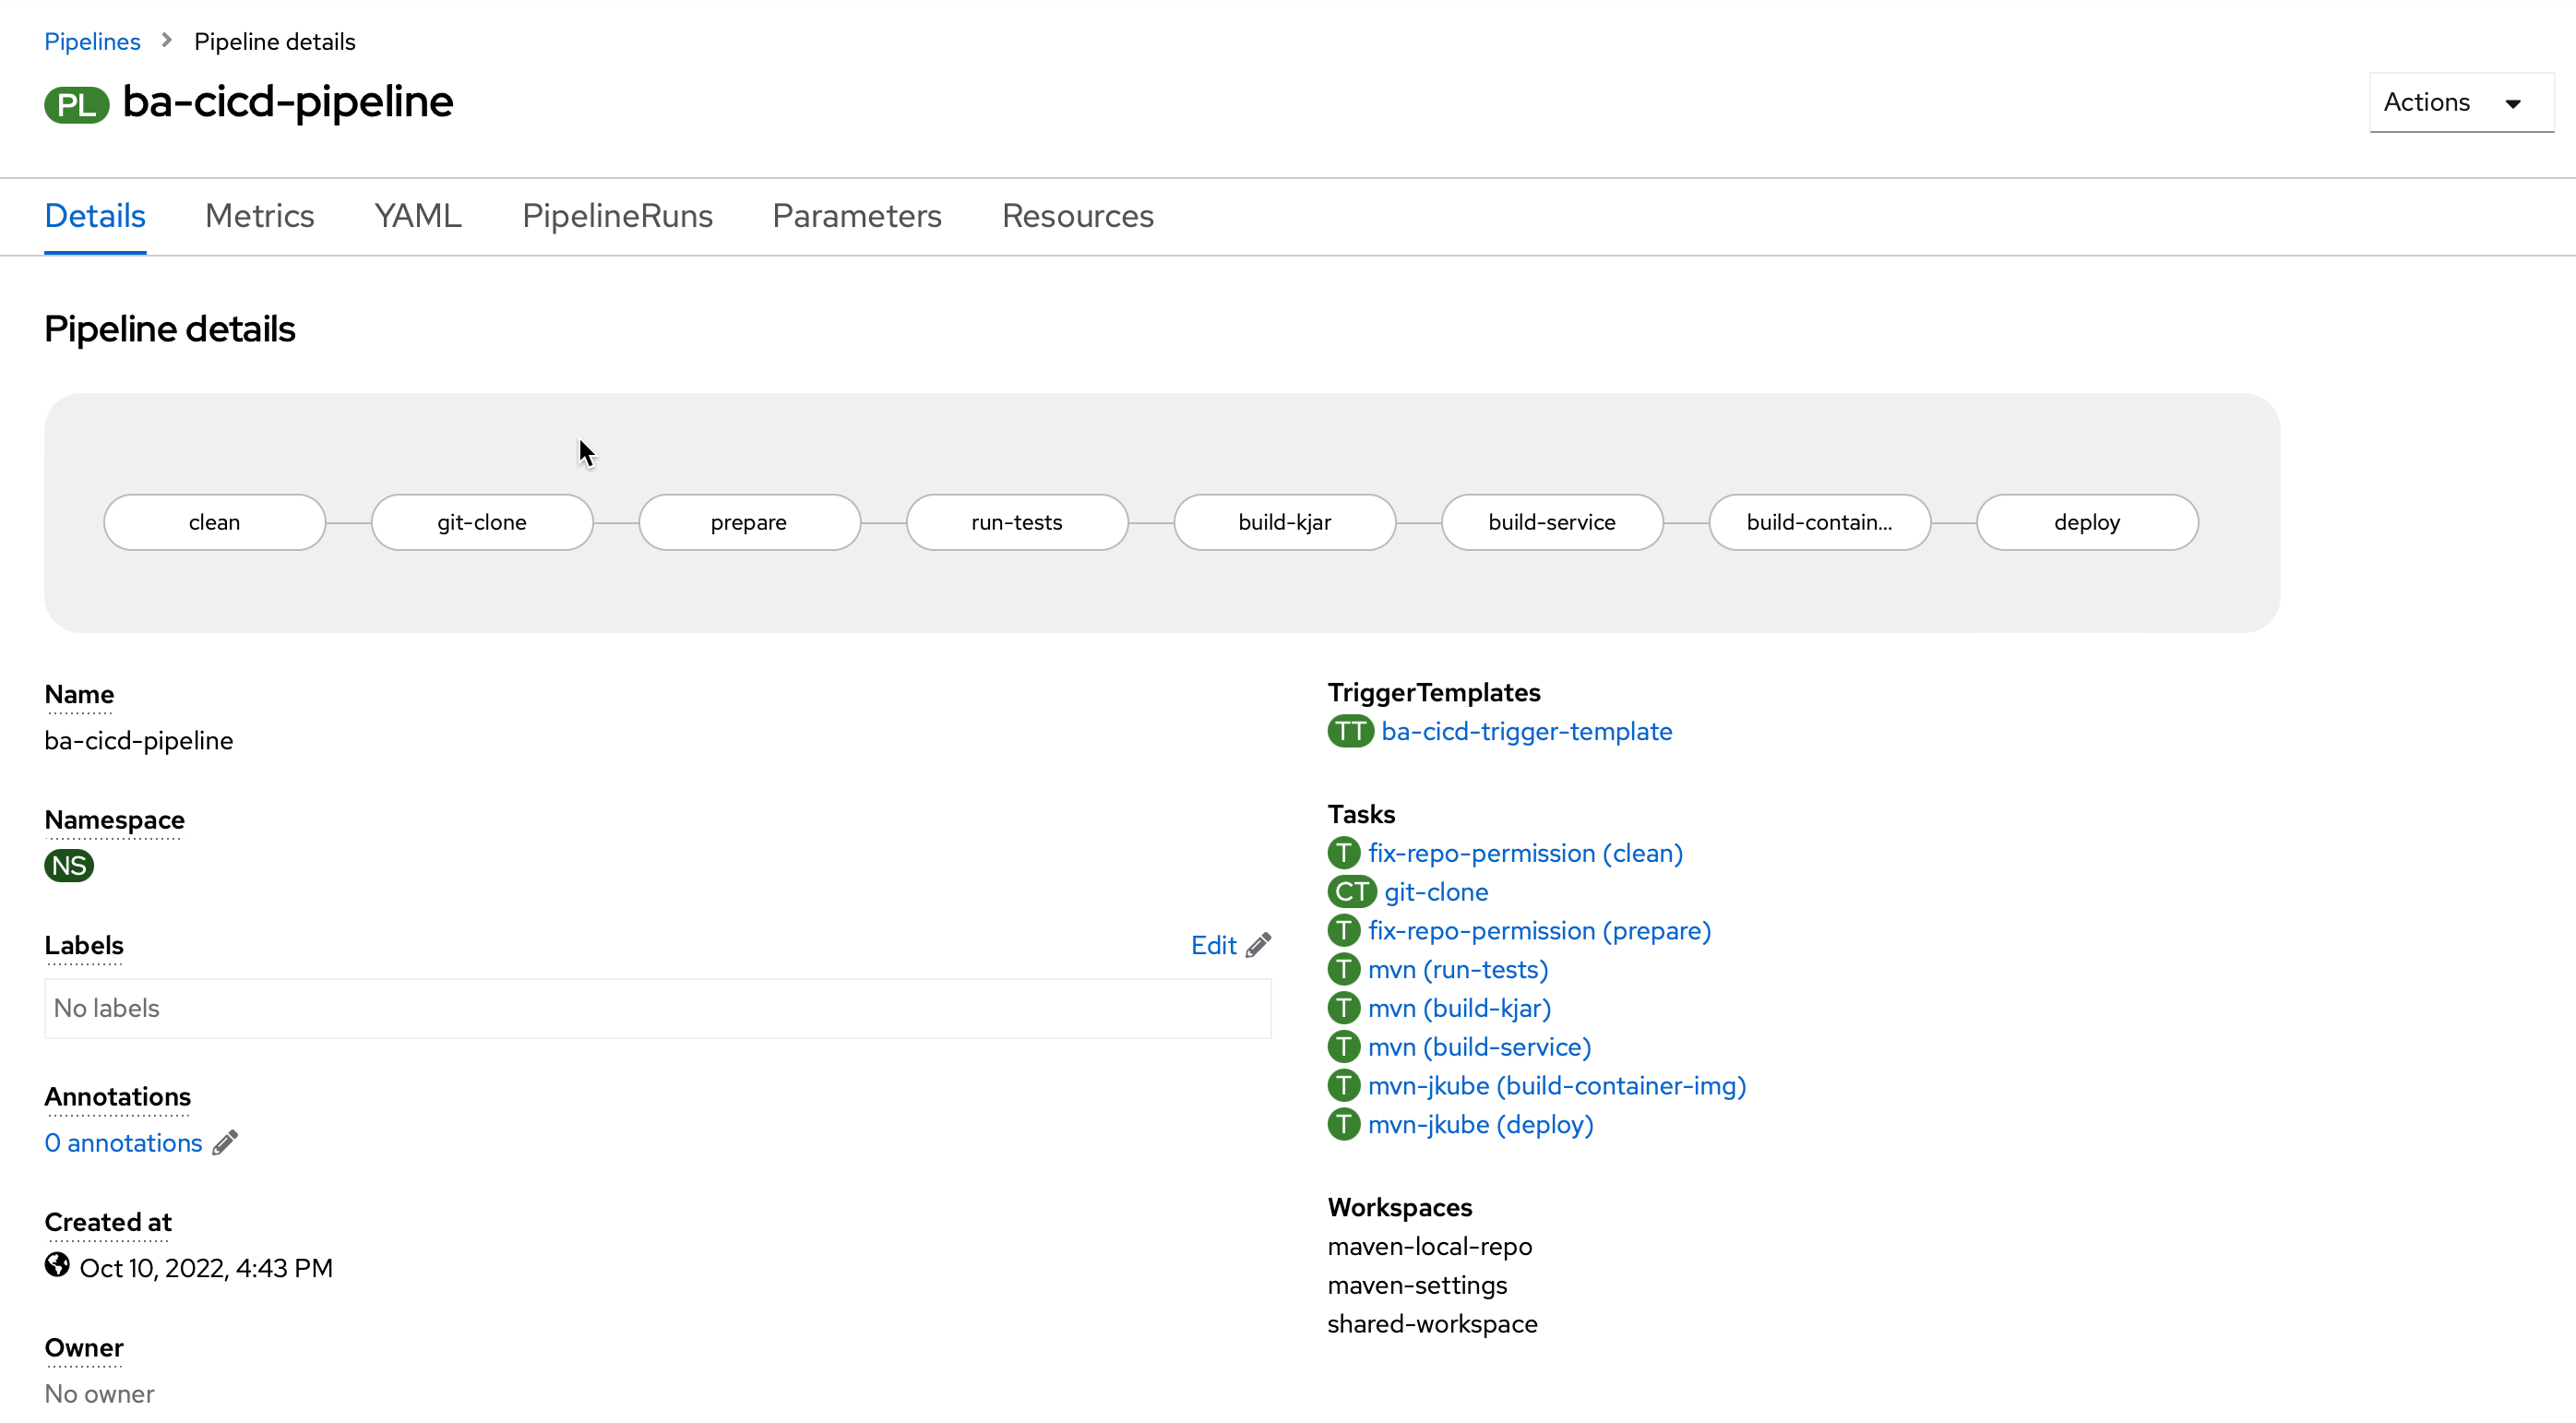 Pipelines > Pipeline details
PL ba-cicd-pipeline
Actions
Details Metrics YAML PipelineRuns Parameters Resources
Pipeline details
clean git-clone prepare run-tests build-kjar build-service build-contain... deploy
Name
ba-cicd-pipeline
Namespace
NS
Labels
Edit
No labels
Annotations
0 annotations
Created at
Oct 10, 2022, 4:43 PM
Owner
No owner
TriggerTemplates
TT ba-cicd-trigger-template
Tasks
T fix-repo-permission (clean)
CT git-clone
T fix-repo-permission (prepare)
T mvn (run-tests)
T mvn (build-kjar)
T mvn (build-service)
T mvn-jkube (build-container-img)
T mvn-jkube (deploy)
Workspaces
maven-local-repo
maven-settings
shared-workspace